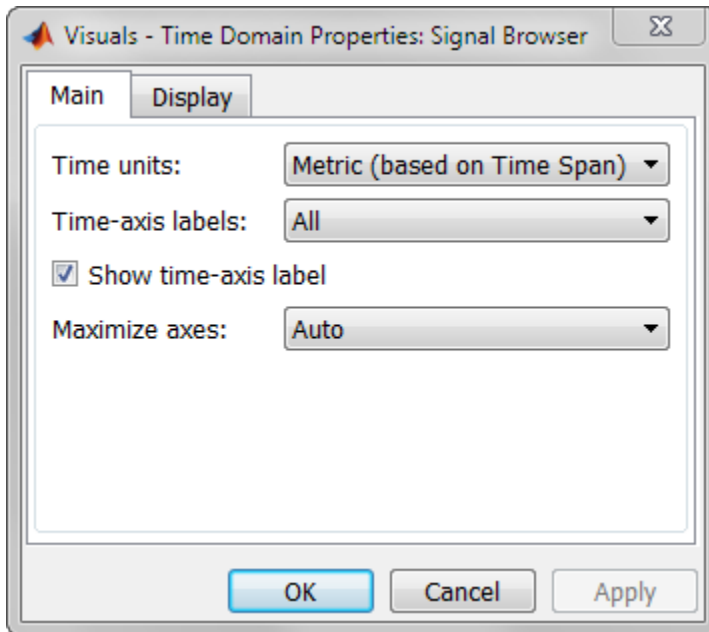 Visuals - Time Domain Properties: Signal Browser
Main Display
Time units: Metric (based on Time Span)
Time-axis labels: All
Show time-axis label
Maximize axes: Auto
OK Cancel Apply